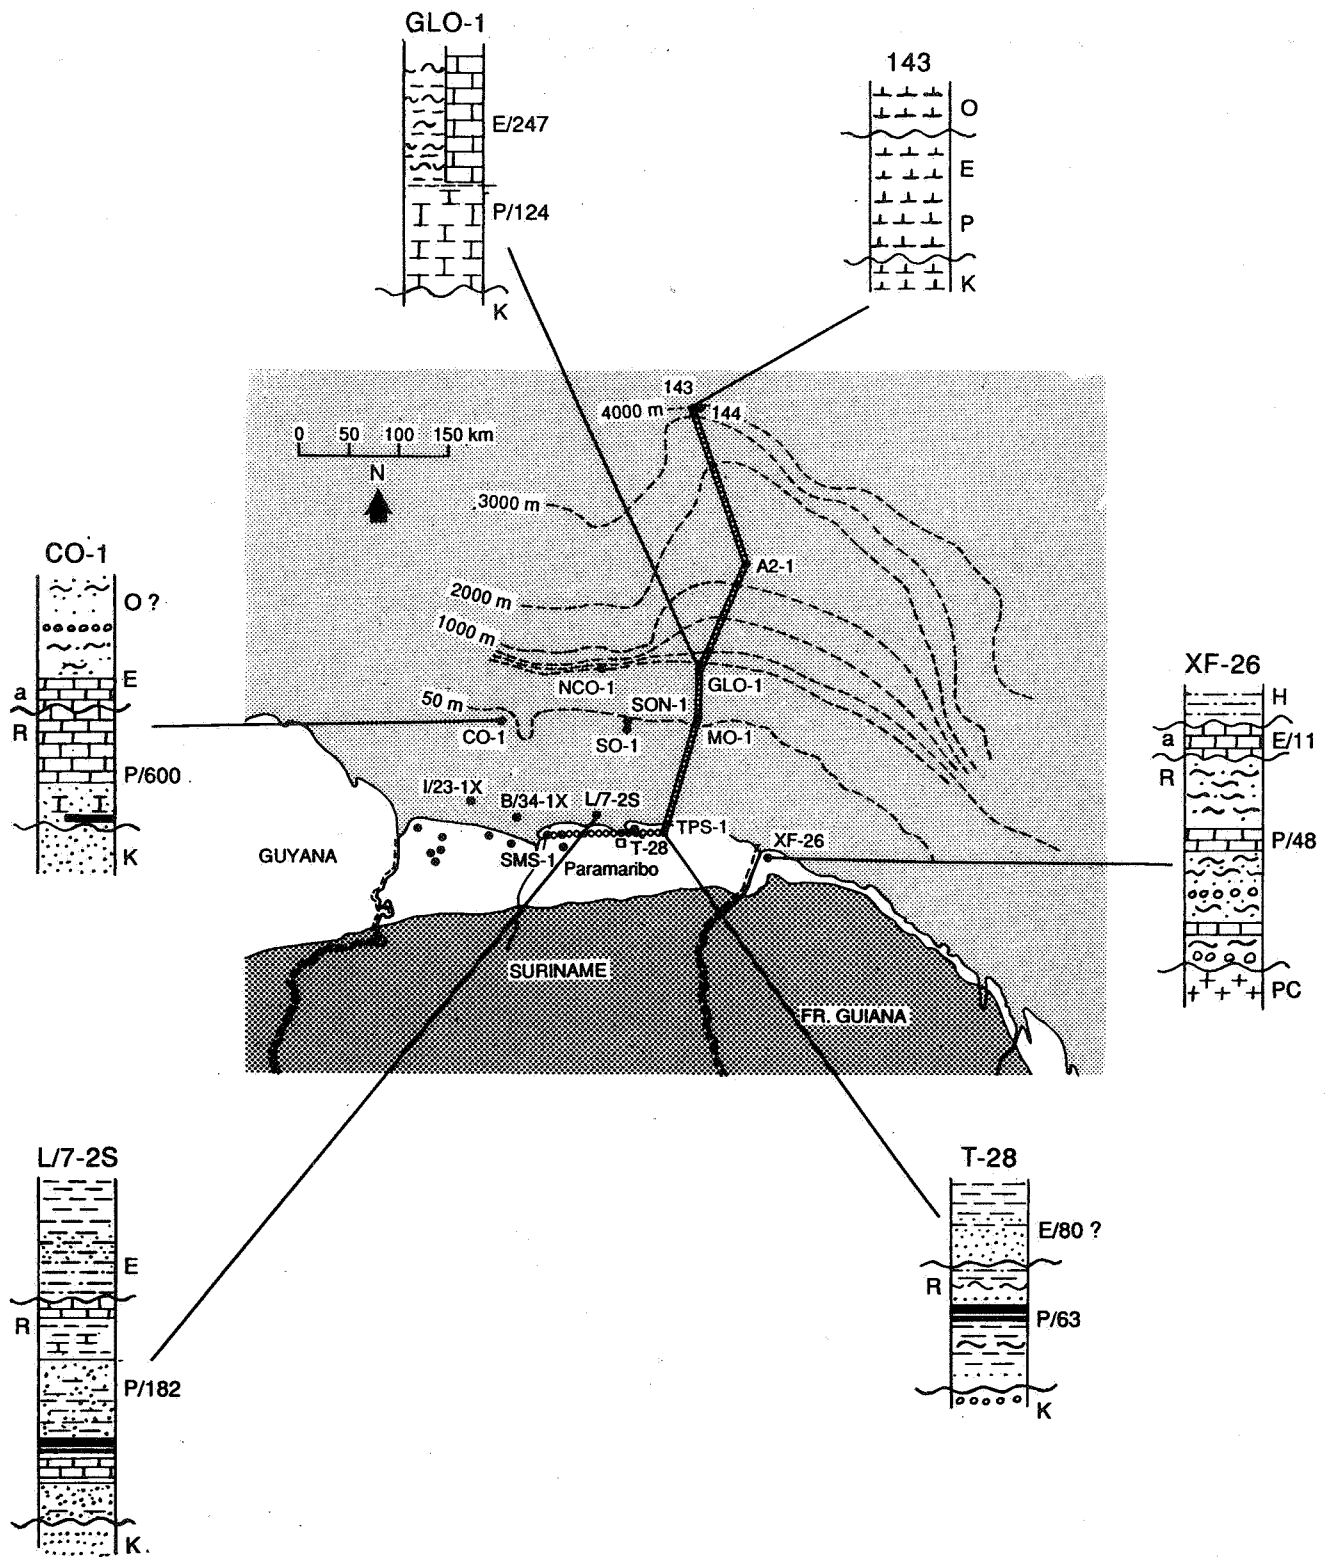 GLO-1
E/247
P/124
K
143
O
E
P
K
143
4000 m
144
0 50 100 150 km
N
3000 m
A2-1
2000 m
1000 m
NCO-1
GLO-1
SON-1
50 m
CO-1
SO-1
MO-1
I/23-1X
B/34-1X
L/7-2S
TPS-1
T-28
XF-26
SMS-1
Paramaribo
GUYANA
SURINAME
FR. GUIANA
CO-1
O ?
E
a
R
P/600
K
XF-26
H
a
E/11
R
P/48
PC
L/7-2S
E
R
P/182
K
T-28
E/80 ?
R
P/63
K